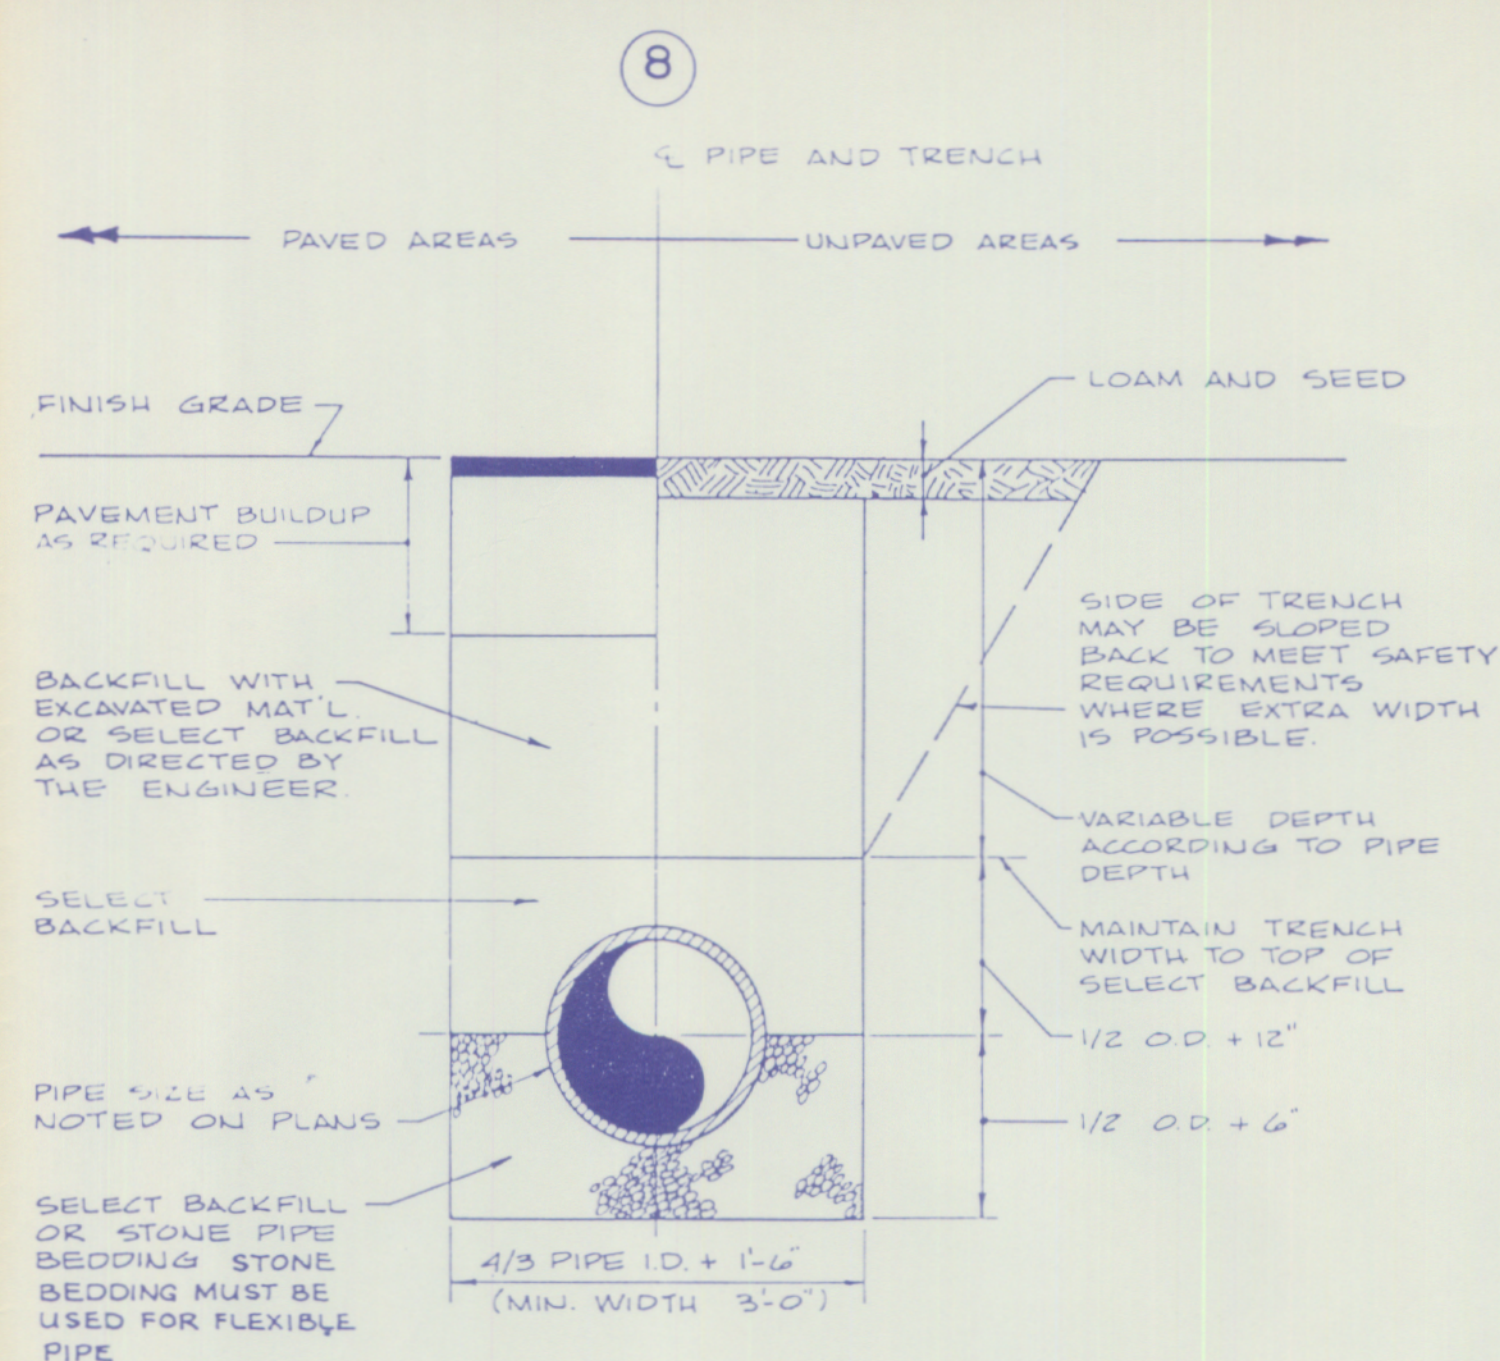 8
℄ PIPE AND TRENCH
PAVED AREAS
UNPAVED AREAS
LOAM AND SEED
FINISH GRADE
PAVEMENT BUILDUP
AS REQUIRED
SIDE OF TRENCH
MAY BE SLOPED
BACK TO MEET SAFETY
REQUIREMENTS
WHERE EXTRA WIDTH
IS POSSIBLE.
BACKFILL WITH
EXCAVATED MAT'L.
OR SELECT BACKFILL
AS DIRECTED BY
THE ENGINEER.
VARIABLE DEPTH
ACCORDING TO PIPE
DEPTH
SELECT
BACKFILL
MAINTAIN TRENCH
WIDTH TO TOP OF
SELECT BACKFILL
1/2 O.D. + 12"
PIPE SIZE AS
NOTED ON PLANS
1/2 O.D. + 6"
SELECT BACKFILL
OR STONE PIPE
BEDDING STONE
BEDDING MUST BE
USED FOR FLEXIBLE
PIPE
4/3 PIPE I.D. + 1'-6"
(MIN. WIDTH 3'-0")